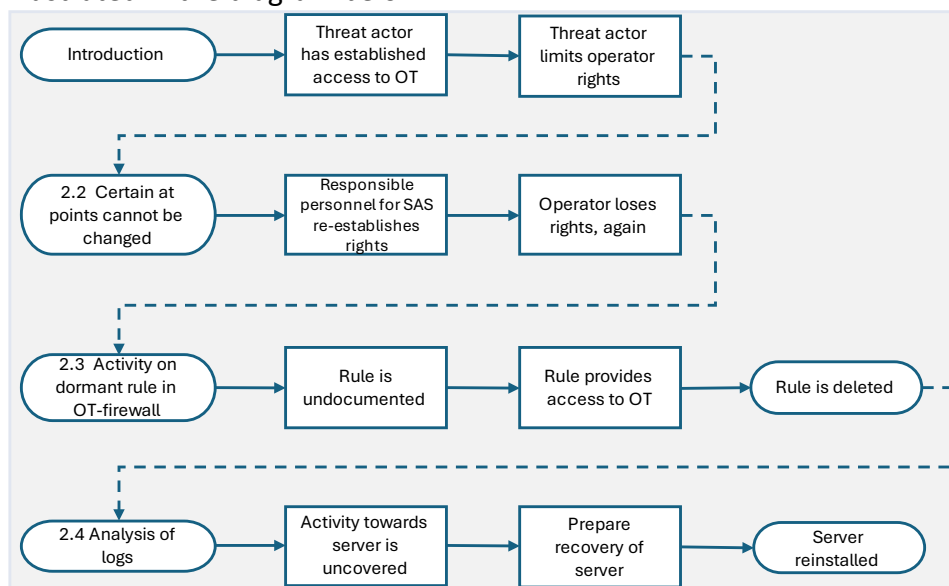 Introduction
Threat actor
has established
access to OT
Threat actor
limits operator
rights
2.2 Certain at
points cannot be
changed
Responsible
personnel for SAS
re-establishes
rights
Operator loses
rights, again
2.3 Activity on
dormant rule in
OT-firewall
Rule is
undocumented
Rule provides
access to OT
Rule is deleted
2.4 Analysis of
logs
Activity towards
server is
uncovered
Prepare
recovery of
server
Server
reinstalled